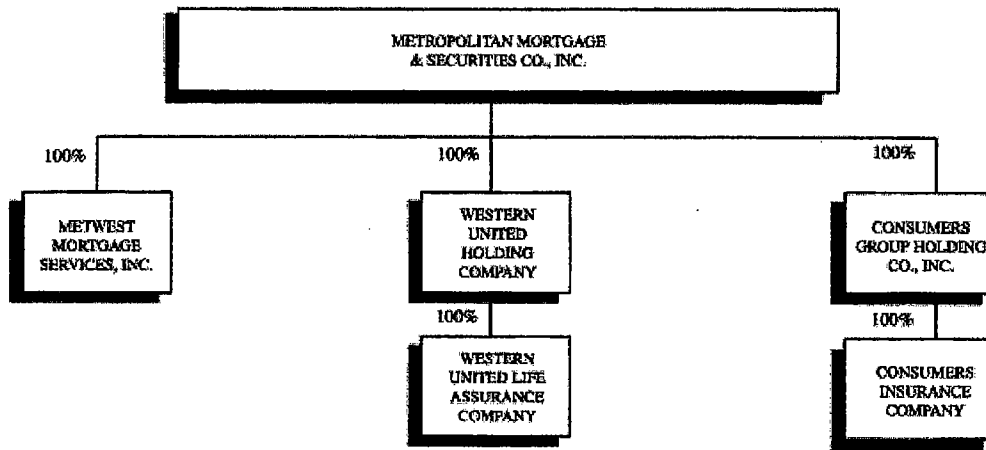 METROPOLITAN MORTGAGE
& SECURITIES CO., INC.
100%
100%
100%
METWEST
MORTGAGE
SERVICES, INC.
WESTERN
UNITED
HOLDING
COMPANY
CONSUMERS
GROUP HOLDING
CO., INC.
100%
100%
WESTERN
UNITED LIFE
ASSURANCE
COMPANY
CONSUMERS
INSURANCE
COMPANY